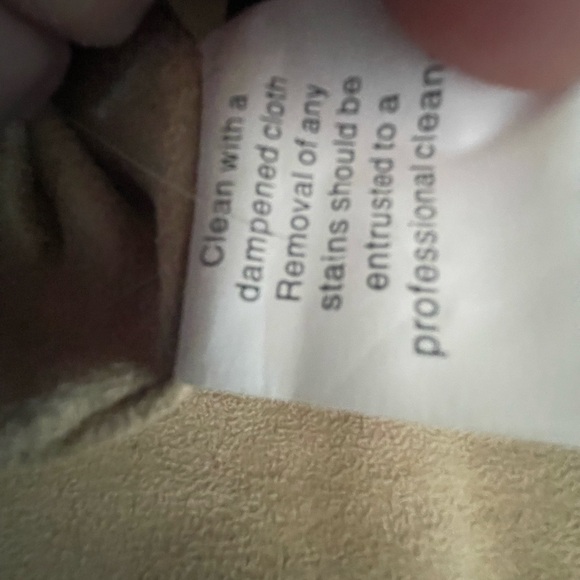 Clean with a
dampened cloth
Removal of any
stains should be
entrusted to a
professional clean